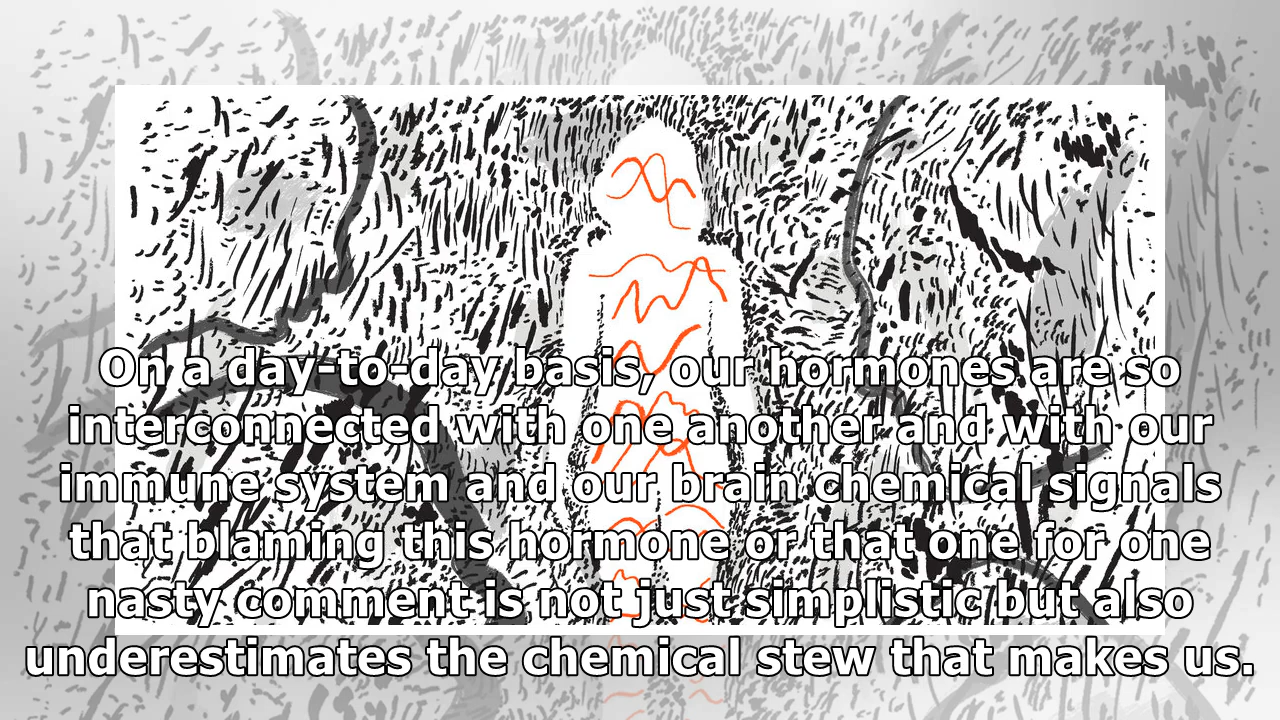 On a day-to-day basis, our hormones are so
interconnected with one another and with our
immune system and our brain chemical signals
that blaming this hormone or that one for one
nasty comment is not just simplistic but also
underestimates the chemical stew that makes us.